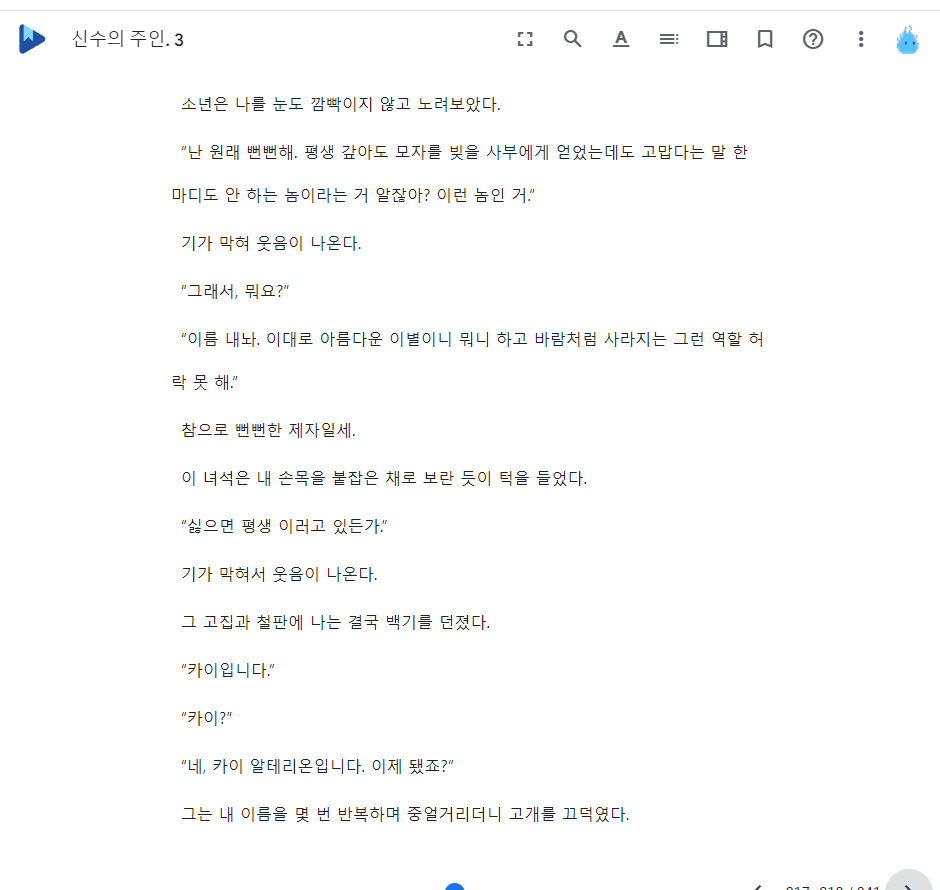 신수의 주인. 3
소년은 나를 눈도 깜빡이지 않고 노려보았다.
“난 원래 뻔뻔해. 평생 갚아도 모자를 빚을 사부에게 얻었는데도 고맙다는 말 한
마디도 안 하는 놈이라는 거 알잖아? 이런 놈인 거.”
기가 막혀 웃음이 나온다.
“그래서, 뭐요?”
“이름 내놔. 이대로 아름다운 이별이니 뭐니 하고 바람처럼 사라지는 그런 역할 허
락 못 해.”
참으로 뻔뻔한 제자일세.
이 녀석은 내 손목을 붙잡은 채로 보란 듯이 턱을 들었다.
“싫으면 평생 이러고 있든가.”
기가 막혀서 웃음이 나온다.
그 고집과 철판에 나는 결국 백기를 던졌다.
“카이입니다.”
“카이?”
“네, 카이 알테리온입니다. 이제 됐죠?”
그는 내 이름을 몇 번 반복하며 중얼거리더니 고개를 끄덕였다.